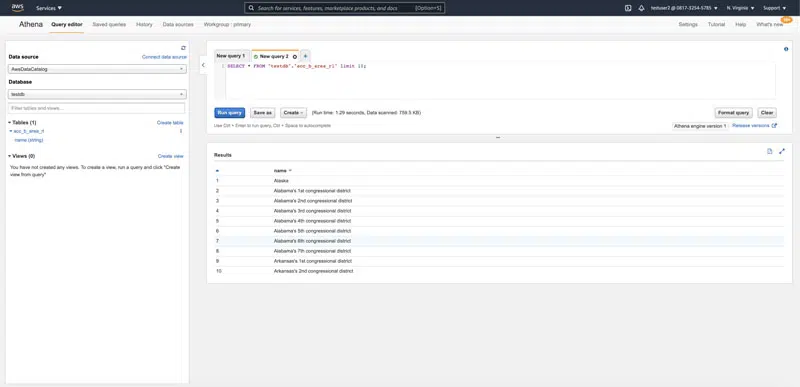 aws
Services
Search for services, features, marketplace products, and docs
[Option+S]
testuser2 @ 0817-3254-5785
N. Virginia
Support
Athena
Query editor
Saved queries
History
Data sources
Workgroup : primary
Settings
Tutorial
Help
What's new
Data source
Connect data source
AwsDataCatalog
Database
testdb
Filter tables and views...
Tables (1)
Create table
name (string)
Views (0)
Create view
You have not created any views. To create a view, run a query and click "Create
view from query"
New query 1
New query 2
+
1 SELECT * FROM "testdb"."aoc_b_area_rl" limit 10;
Run query
Save as
Create
(Run time: 1.29 seconds, Data scanned: 759.5 KB)
Format query
Clear
Use Ctrl + Enter to run query, Ctrl + Space to autocomplete
Athena engine version 1
Release versions
Results
name
1 Alaska
2 Alabama's 1st congressional district
3 Alabama's 2nd congressional district
4 Alabama's 3rd congressional district
5 Alabama's 4th congressional district
6 Alabama's 5th congressional district
7 Alabama's 6th congressional district
8 Alabama's 7th congressional district
9 Arkansas's 1st congressional district
10 Arkansas's 2nd congressional district